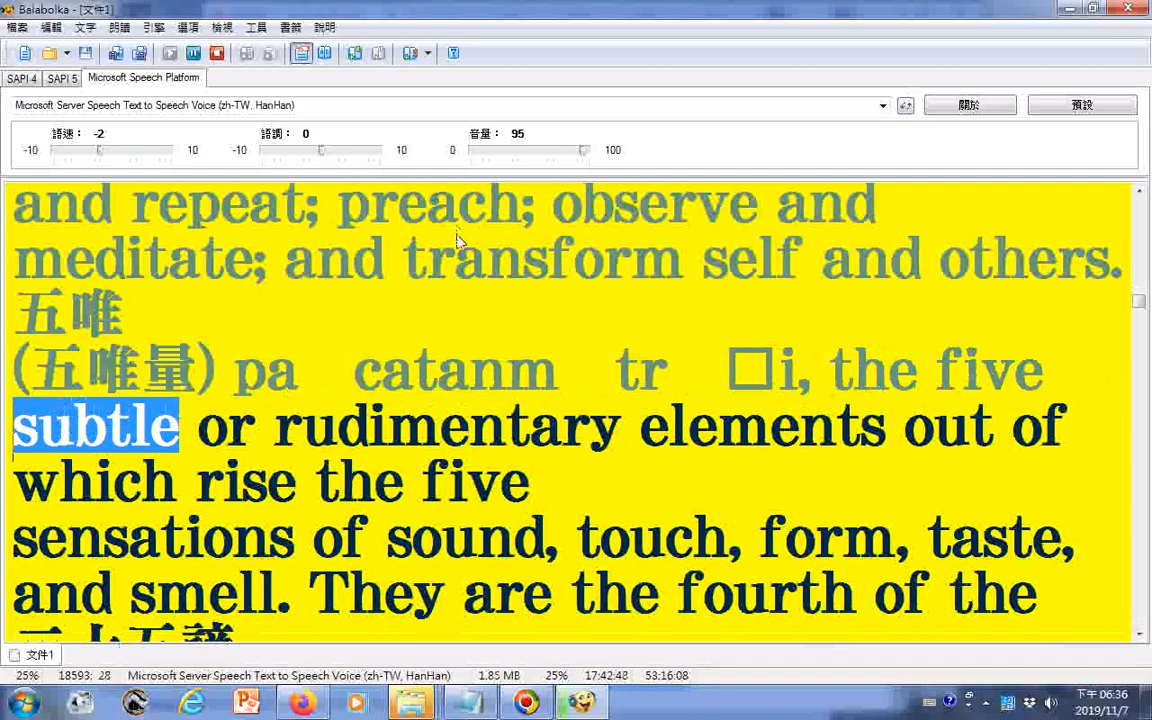 Balabolka - [文件1]
檔案 編輯 文字 朗讀 引擎 選項 檢視 工具 書籤 說明
SAPI 4 SAPI 5 Microsoft Speech Platform
Microsoft Server Speech Text to Speech Voice (zh-TW, HanHan) 關於 預設
語速： -2 語調： 0 音量： 95
-10 10 -10 10 0 100
and repeat; preach; observe and
meditate; and transform self and others.
五唯
(五唯量) pa catanm tr □i, the five
subtle or rudimentary elements out of
which rise the five
sensations of sound, touch, form, taste,
and smell. They are the fourth of the
二十五諦
文件1
25% 18593: 28 Microsoft Server Speech Text to Speech Voice (zh-TW, HanHan) 1.85 MB 25% 17:42:48 53:16:08
下午 06:36
2019/11/7